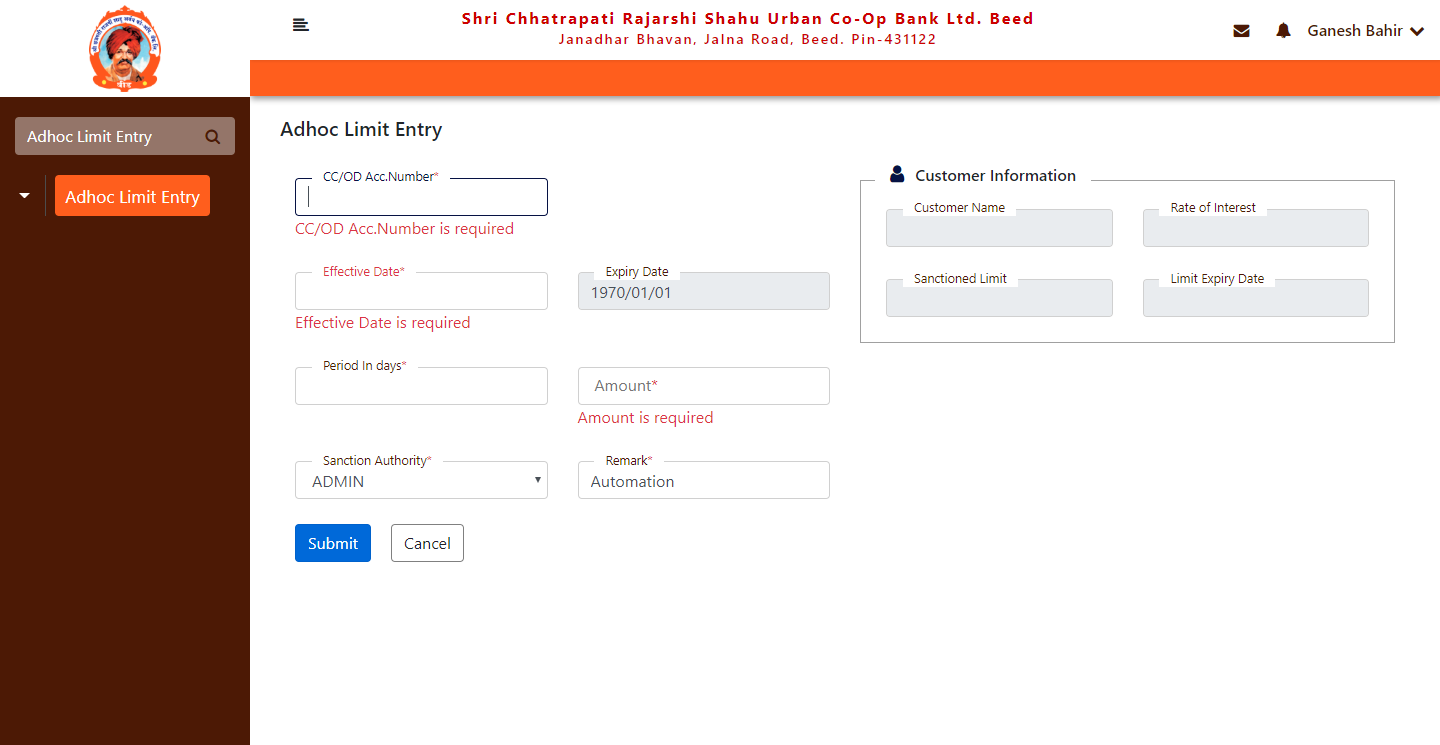 Shri Chhatrapati Rajarshi Shahu Urban Co-Op Bank Ltd. Beed
Janadhar Bhavan, Jalna Road, Beed. Pin-431122
Ganesh Bahir
बीड
Adhoc Limit Entry
Adhoc Limit Entry
Adhoc Limit Entry
CC/OD Acc.Number*
CC/OD Acc.Number is required
Effective Date*
Effective Date is required
Expiry Date
1970/01/01
Period In days*
Amount*
Amount is required
Sanction Authority*
ADMIN
Remark*
Automation
Submit
Cancel
Customer Information
Customer Name
Rate of Interest
Sanctioned Limit
Limit Expiry Date